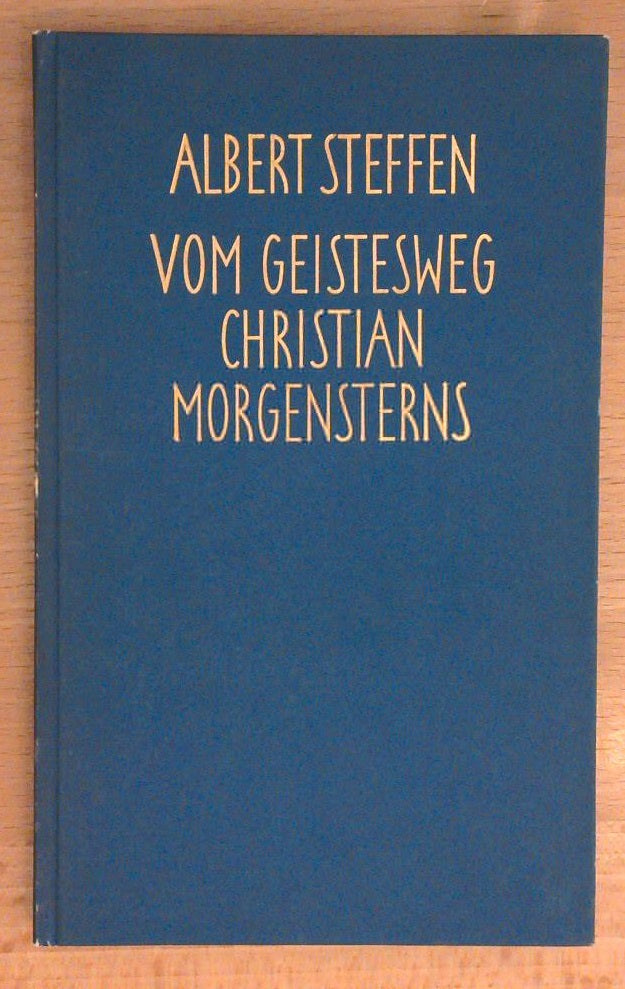 ALBERT STEFFEN
VOM GEISTESWEG
CHRISTIAN
MORGENSTERNS